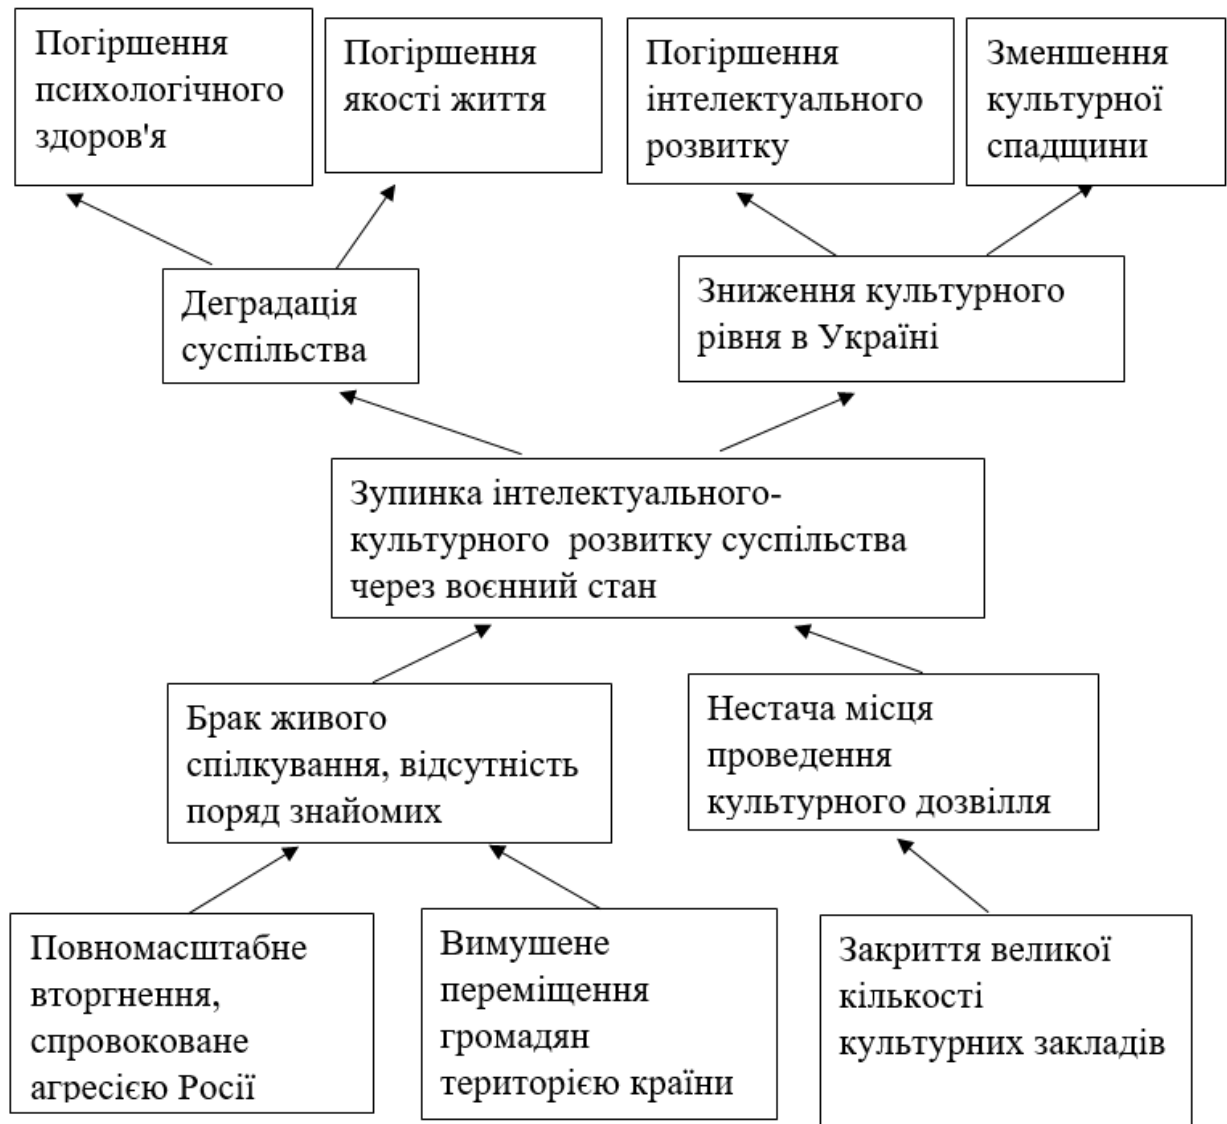 Погіршення
психологічного
здоров'я
Погіршення
якості життя
Погіршення
інтелектуального
розвитку
Зменшення
культурної
спадщини
Деградація
суспільства
Зниження культурного
рівня в Україні
Зупинка інтелектуального-
культурного розвитку суспільства
через воєнний стан
Брак живого
спілкування, відсутність
поряд знайомих
Нестача місця
проведення
культурного дозвілля
Повномасштабне
вторгнення,
спровоковане
агресією Росії
Вимушене
переміщення
громадян
територією країни
Закриття великої
кількості
культурних закладів